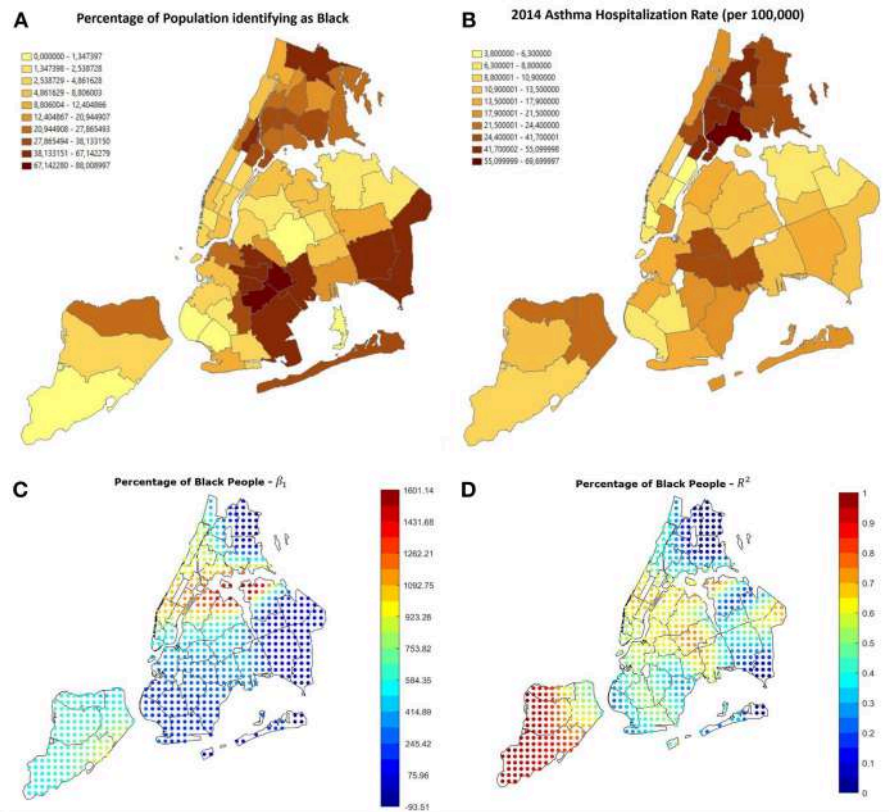 A
Percentage of Population identifying as Black
0,000000 - 1,347397
1,347398 - 2,538728
2,538729 - 4,861628
4,861629 - 8,806003
8,806004 - 12,404866
12,404867 - 20,944907
20,944908 - 27,865493
27,865494 - 38,133150
38,133151 - 67,142279
67,142280 - 88,008997
B
2014 Asthma Hospitalization Rate (per 100,000)
3,800000 - 6,300000
6,300001 - 8,800000
8,800001 - 10,900000
10,900001 - 13,500000
13,500001 - 17,900000
17,900001 - 21,500000
21,500001 - 24,400000
24,400001 - 41,700001
41,700002 - 55,099998
55,099999 - 69,699997
C
Percentage of Black People - β₁
1601.14
1431.68
1262.21
1092.75
923.28
753.82
584.35
414.89
245.42
75.96
-93.51
D
Percentage of Black People - R²
1
0.9
0.8
0.7
0.6
0.5
0.4
0.3
0.2
0.1
0